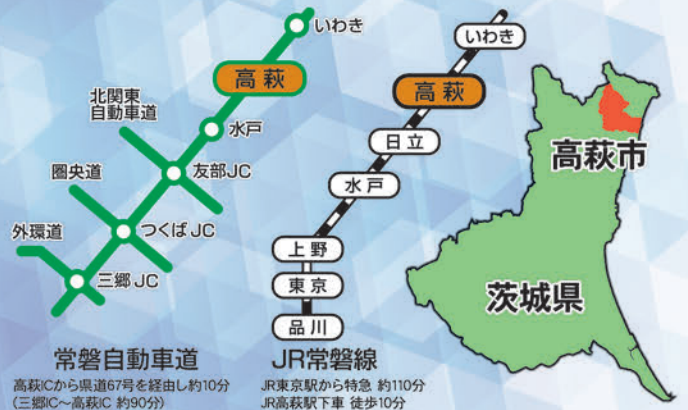 いわき
高萩
水戸
北関東
自動車道
友部JC
圏央道
つくばJC
外環道
三郷JC
常磐自動車道
高萩ICから県道67号を経由し約10分
(三郷IC~高萩IC 約90分)
いわき
高萩
日立
水戸
上野
東京
品川
JR常磐線
JR東京駅から特急 約110分
JR高萩駅下車 徒歩10分
高萩市
茨城県